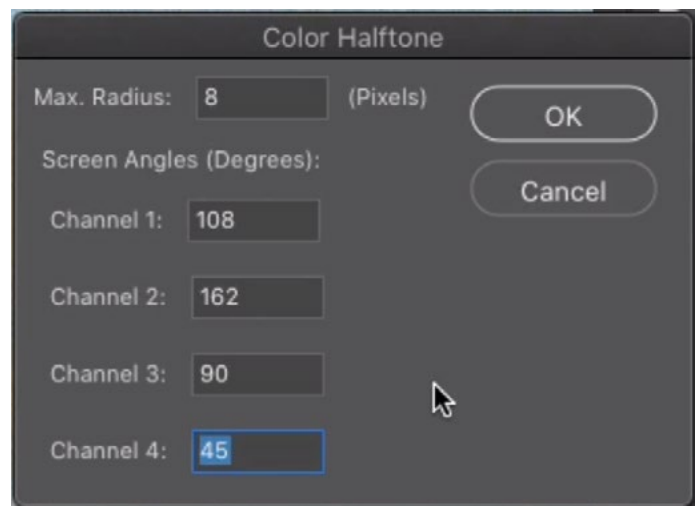 Color Halftone
Max. Radius: 8 (Pixels)
OK
Screen Angles (Degrees):
Cancel
Channel 1: 108
Channel 2: 162
Channel 3: 90
Channel 4: 45